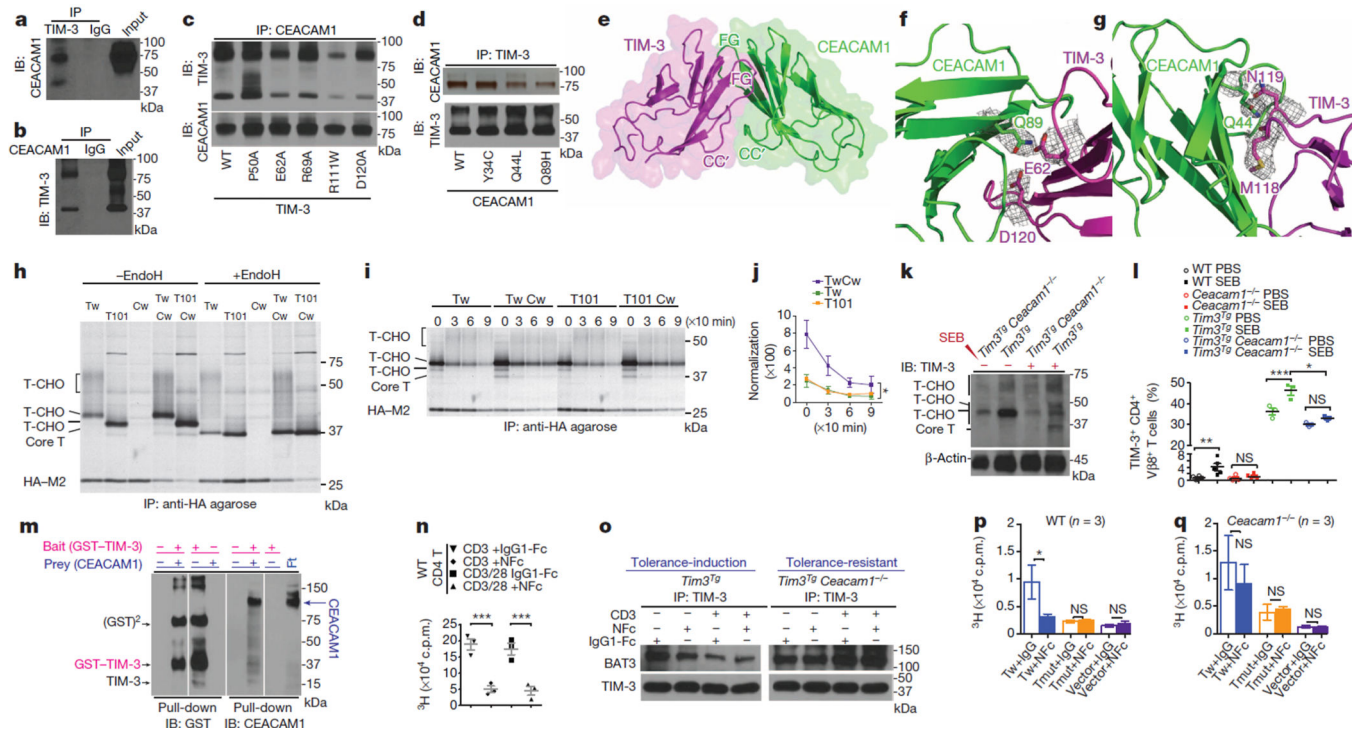 a
IP
TIM-3 IgG Input
IB:
CEACAM1
100
75
50
37
kDa
b
IP
CEACAM1 IgG Input
IB: TIM-3
100
75
50
37
kDa
c
IP: CEACAM1
IB:
TIM-3
IB:
CEACAM1
100
75
50
37
100
75
kDa
WT
P50A
E62A
R69A
R111W
D120A
TIM-3
d
IP: TIM-3
IB:
CEACAM1
IB:
TIM-3
100
75
50
37
kDa
WT
Y34C
Q44L
Q89H
CEACAM1
e
TIM-3
FG
CEACAM1
FG
CC′
CC′
f
CEACAM1
TIM-3
Q89
E62
D120
g
CEACAM1
N119
TIM-3
Q44
M118
h
–EndoH +EndoH
Tw T101 Cw Tw Cw T101 Cw Tw T101 Cw Tw Cw T101 Cw
T-CHO
T-CHO
T-CHO
Core T
HA–M2
75
50
37
25
kDa
IP: anti-HA agarose
i
Tw Tw Cw T101 T101 Cw
0 3 6 9 0 3 6 9 0 3 6 9 0 3 6 9 (×10 min)
T-CHO
T-CHO
T-CHO
Core T
HA–M2
50
37
25
kDa
IP: anti-HA agarose
j
TwCw
Tw
T101
Normalization
(×100)
10
8
6
4
2
0
*
0 3 6 9
(×10 min)
k
Tim3Tg Ceacam1–/–
Tim3Tg
Tim3Tg Ceacam1–/–
Tim3Tg
SEB
– – + +
IB: TIM-3
T-CHO
T-CHO
T-CHO
Core T
β-Actin
75
50
37
25
45
kDa
l
WT PBS
WT SEB
Ceacam1–/– PBS
Ceacam1–/– SEB
Tim3Tg PBS
Tim3Tg SEB
Tim3Tg Ceacam1–/– PBS
Tim3Tg Ceacam1–/– SEB
TIM-3+ CD4+
Vβ8+ T cells (%)
50
40
30
20
10
8
4
0
** NS *** * NS
m
Bait (GST–TIM-3) – + + – – + + –
Prey (CEACAM1) – + – + – + – + Ft
(GST)2
GST–TIM-3
TIM-3
150
100
75
50
37
15
kDa
CEACAM1
Pull-down
IB: GST
Pull-down
IB: CEACAM1
n
WT
CD4 T
CD3 +IgG1-Fc
CD3 +NFc
CD3/28 IgG1-Fc
CD3/28 +NFc
3H (×104 c.p.m.)
25
20
15
10
5
0
*** ***
o
Tolerance-induction Tolerance-resistant
Tim3Tg Tim3Tg Ceacam1–/–
IP: TIM-3 IP: TIM-3
CD3 – – + + – – + +
NFc – + – + – + – +
IgG1-Fc + – + – + – + –
BAT3
TIM-3
150
100
50
37
kDa
p
WT (n = 3)
3H (×104 c.p.m.)
2
1.5
1
0.5
0
* NS NS
Tw+IgG
Tw+NFc
Tmut+IgG
Tmut+NFc
Vector+IgG
Vector+NFc
q
Ceacam1–/– (n = 3)
3H (×104 c.p.m.)
2
1.5
1
0.5
0
NS NS NS
Tw+IgG
Tw+NFc
Tmut+IgG
Tmut+NFc
Vector+IgG
Vector+NFc